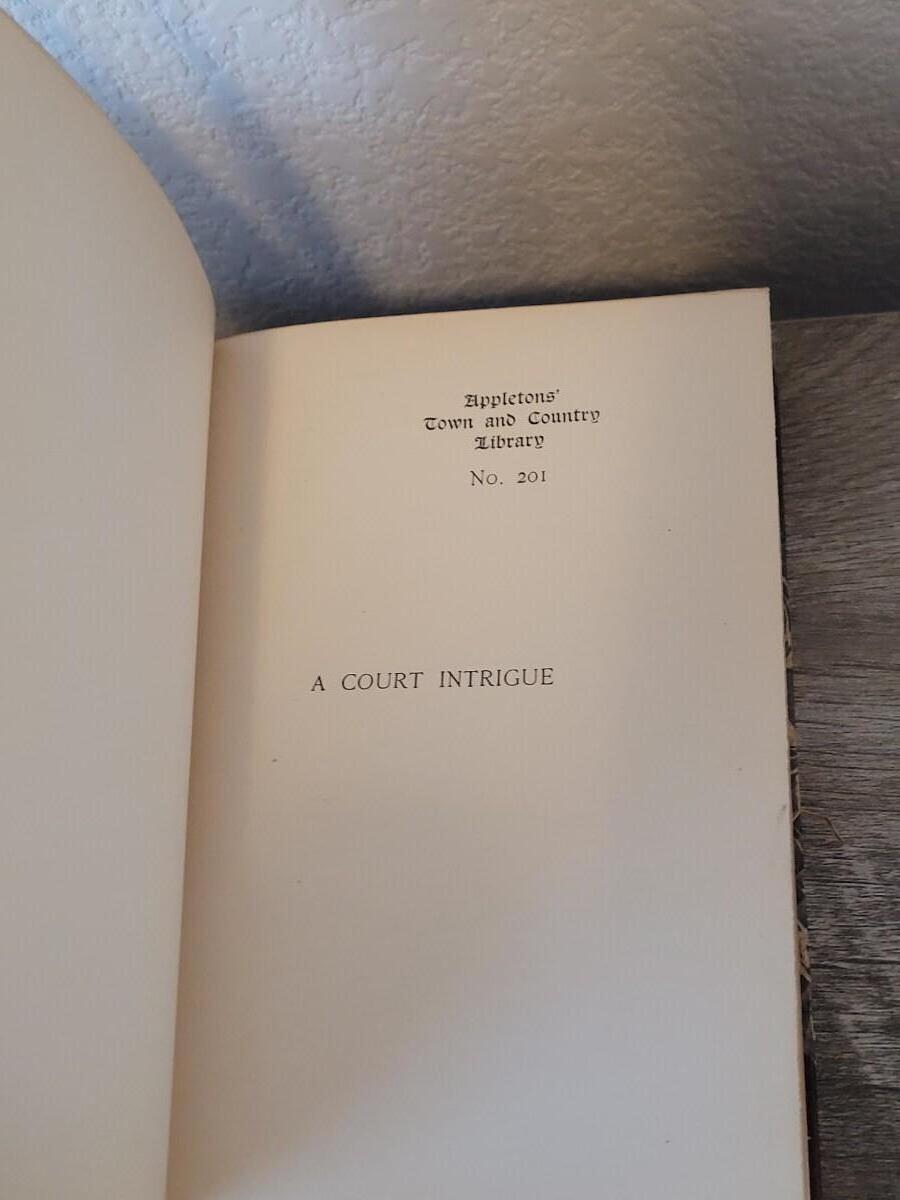 Appletons'
Town and Country
Library
No. 201
A COURT INTRIGUE